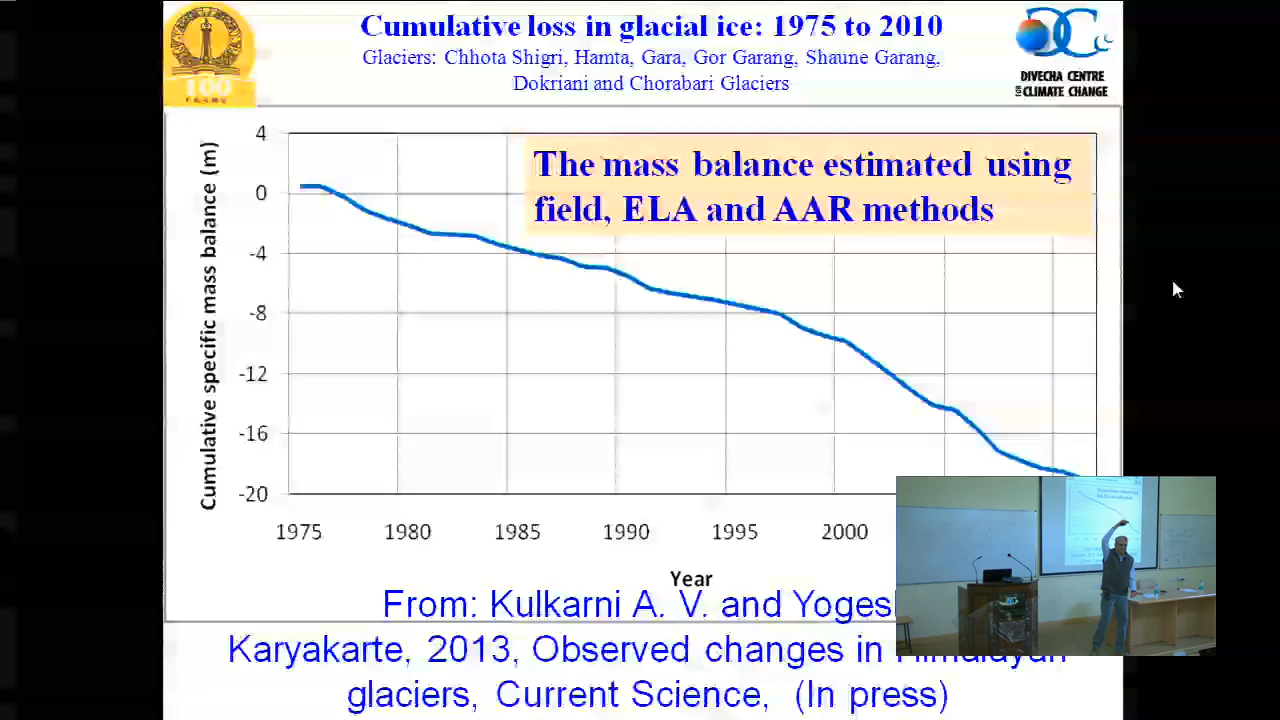 Cumulative loss in glacial ice: 1975 to 2010
Glaciers: Chhota Shigri, Hamta, Gara, Gor Garang, Shaune Garang,
Dokriani and Chorabari Glaciers
100
DIVECHA CENTRE
FOR CLIMATE CHANGE
The mass balance estimated using
field, ELA and AAR methods
Cumulative specific mass balance (m)
4
0
-4
-8
-12
-16
-20
1975 1980 1985 1990 1995 2000
Year
From: Kulkarni A. V. and
Karyakarte, 2013, Observed changes in Himalayan
glaciers, Current Science, (In press)